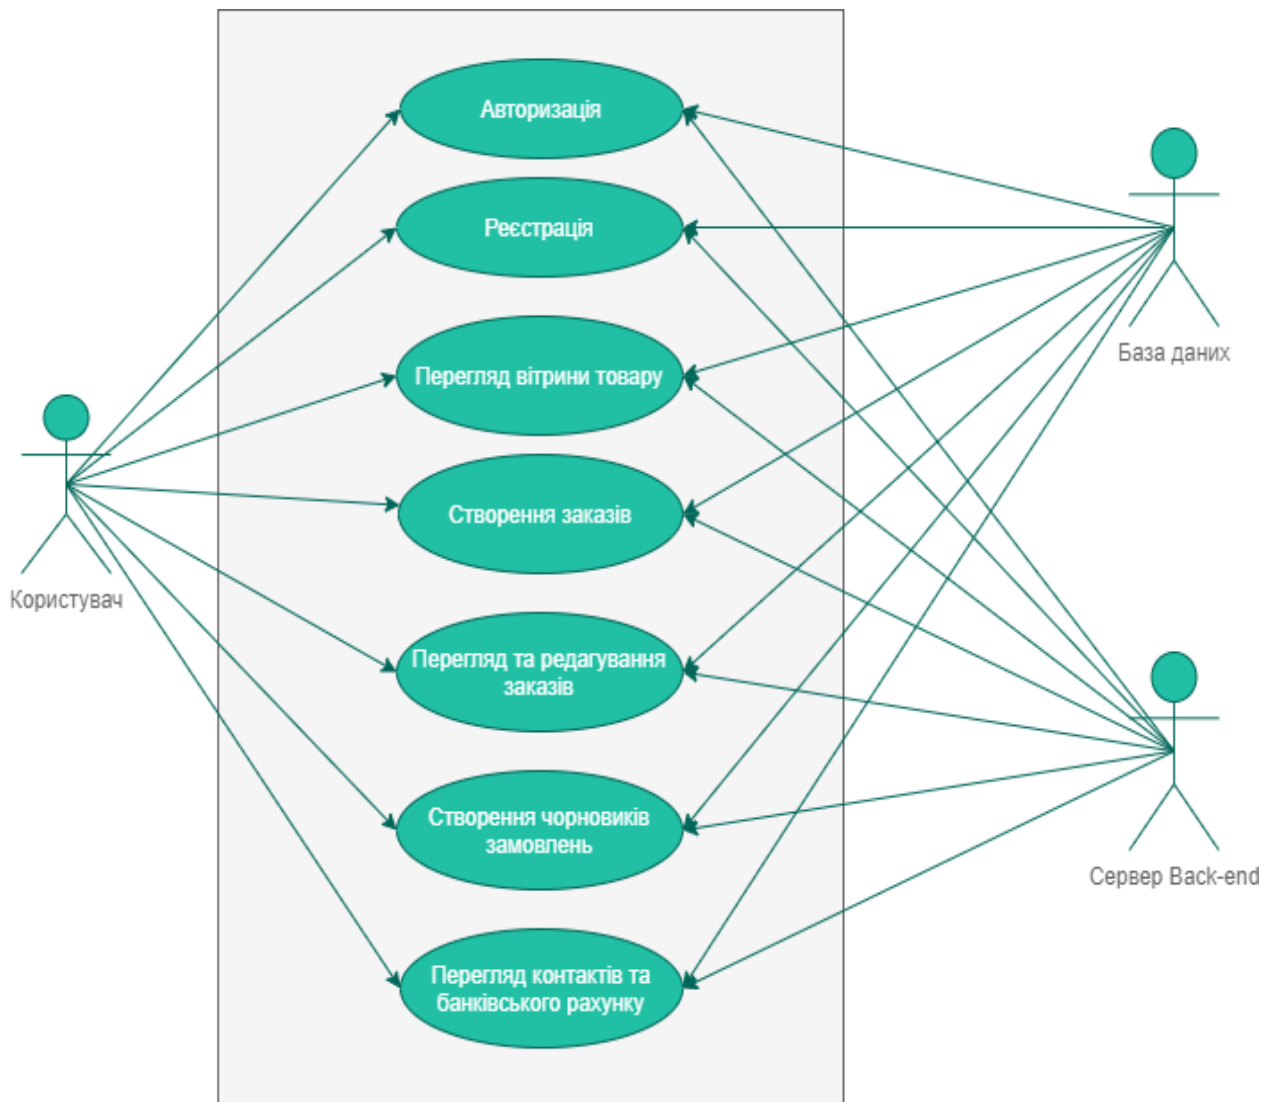 Авторизація
Реєстрація
База даних
Перегляд вітрини товару
Створення заказів
Користувач
Перегляд та редагування
заказів
Створення чорновиків
замовлень
Сервер Back-end
Перегляд контактів та
банківського рахунку